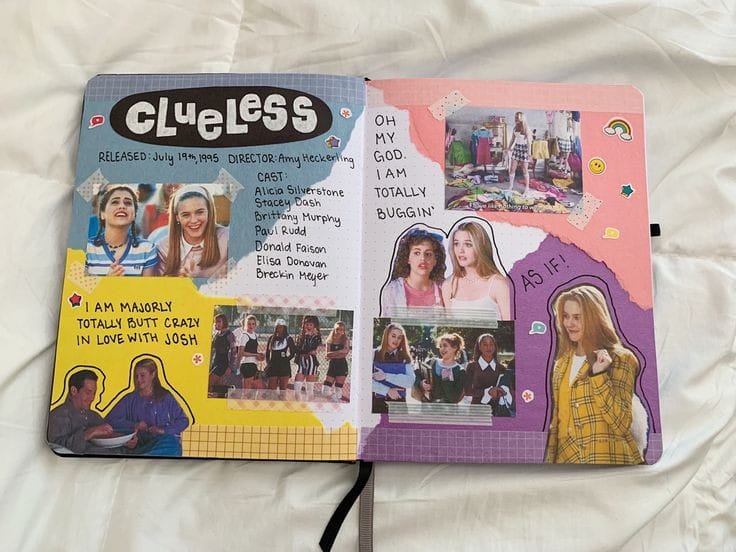 CLUELESS
RELEASED: July 19th, 1995 DIRECTOR: Amy Heckerling
CAST:
Alicia Silverstone
Stacey Dash
Brittany Murphy
Paul Rudd
Donald Faison
Elisa Donovan
Breckin Meyer
I AM MAJORLY
TOTALLY BUTT CRAZY
IN LOVE WITH JOSH
OH
MY
GOD.
I AM
TOTALLY
BUGGIN'
I have like nothing to
AS IF!